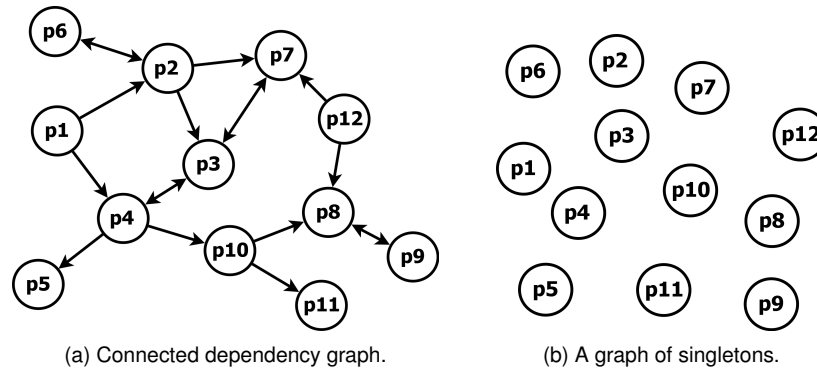 p6
p2
p7
p1
p12
p3
p4
p8
p10
p9
p5
p11
(a) Connected dependency graph.
p6
p2
p7
p3
p12
p1
p10
p4
p8
p5
p11
p9
(b) A graph of singletons.